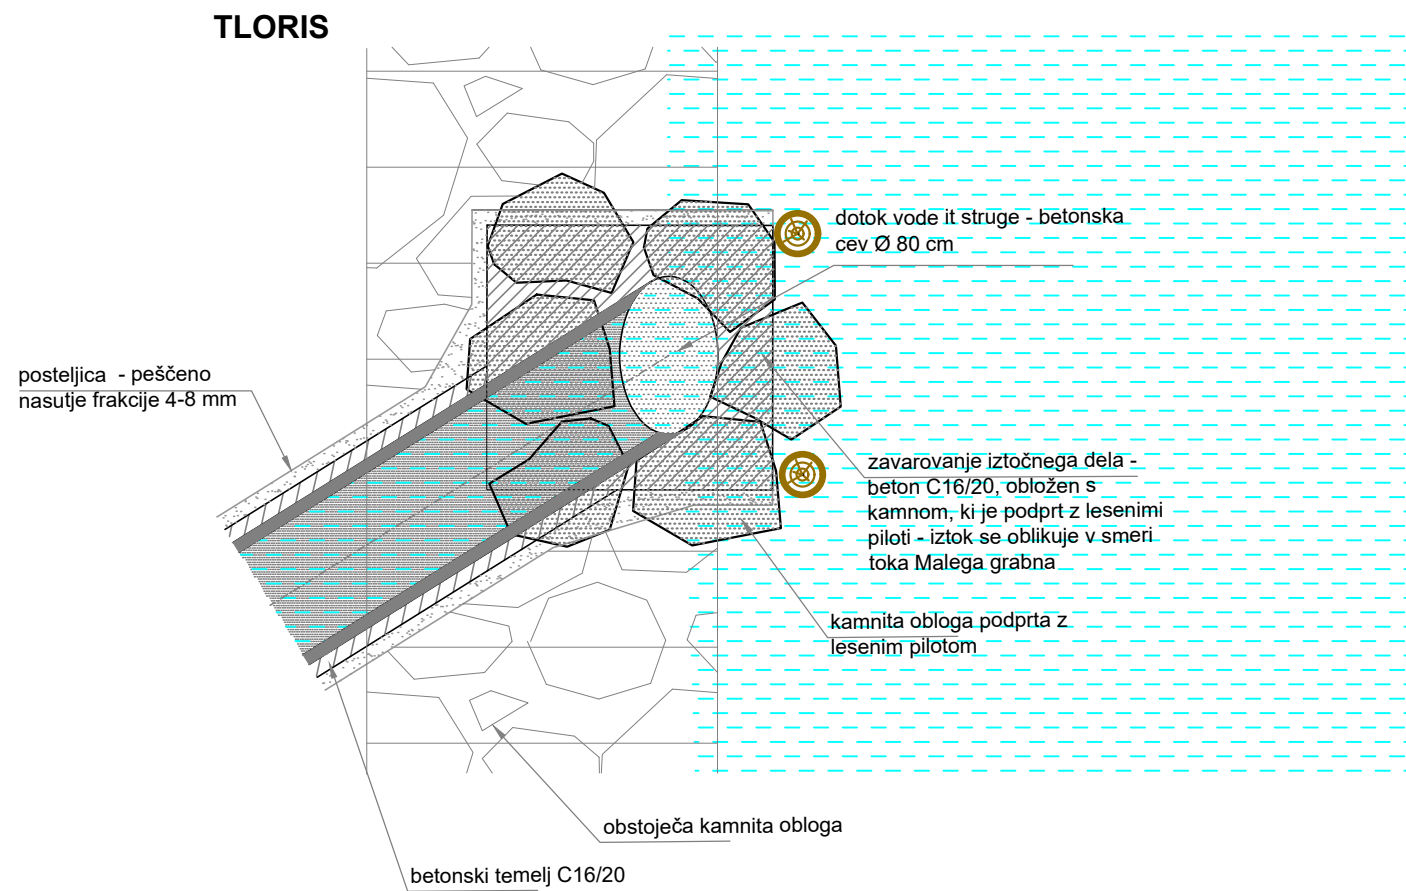 TLORIS
dotok vode it struge - betonska
cev Ø 80 cm
posteljica - peščeno
nasutje frakcije 4-8 mm
zavarovanje iztočnega dela -
beton C16/20, obložen s
kamnom, ki je podprt z lesenimi
piloti - iztok se oblikuje v smeri
toka Malega grabna
kamnita obloga podprta z
lesenim pilotom
obstoječa kamnita obloga
betonski temelj C16/20